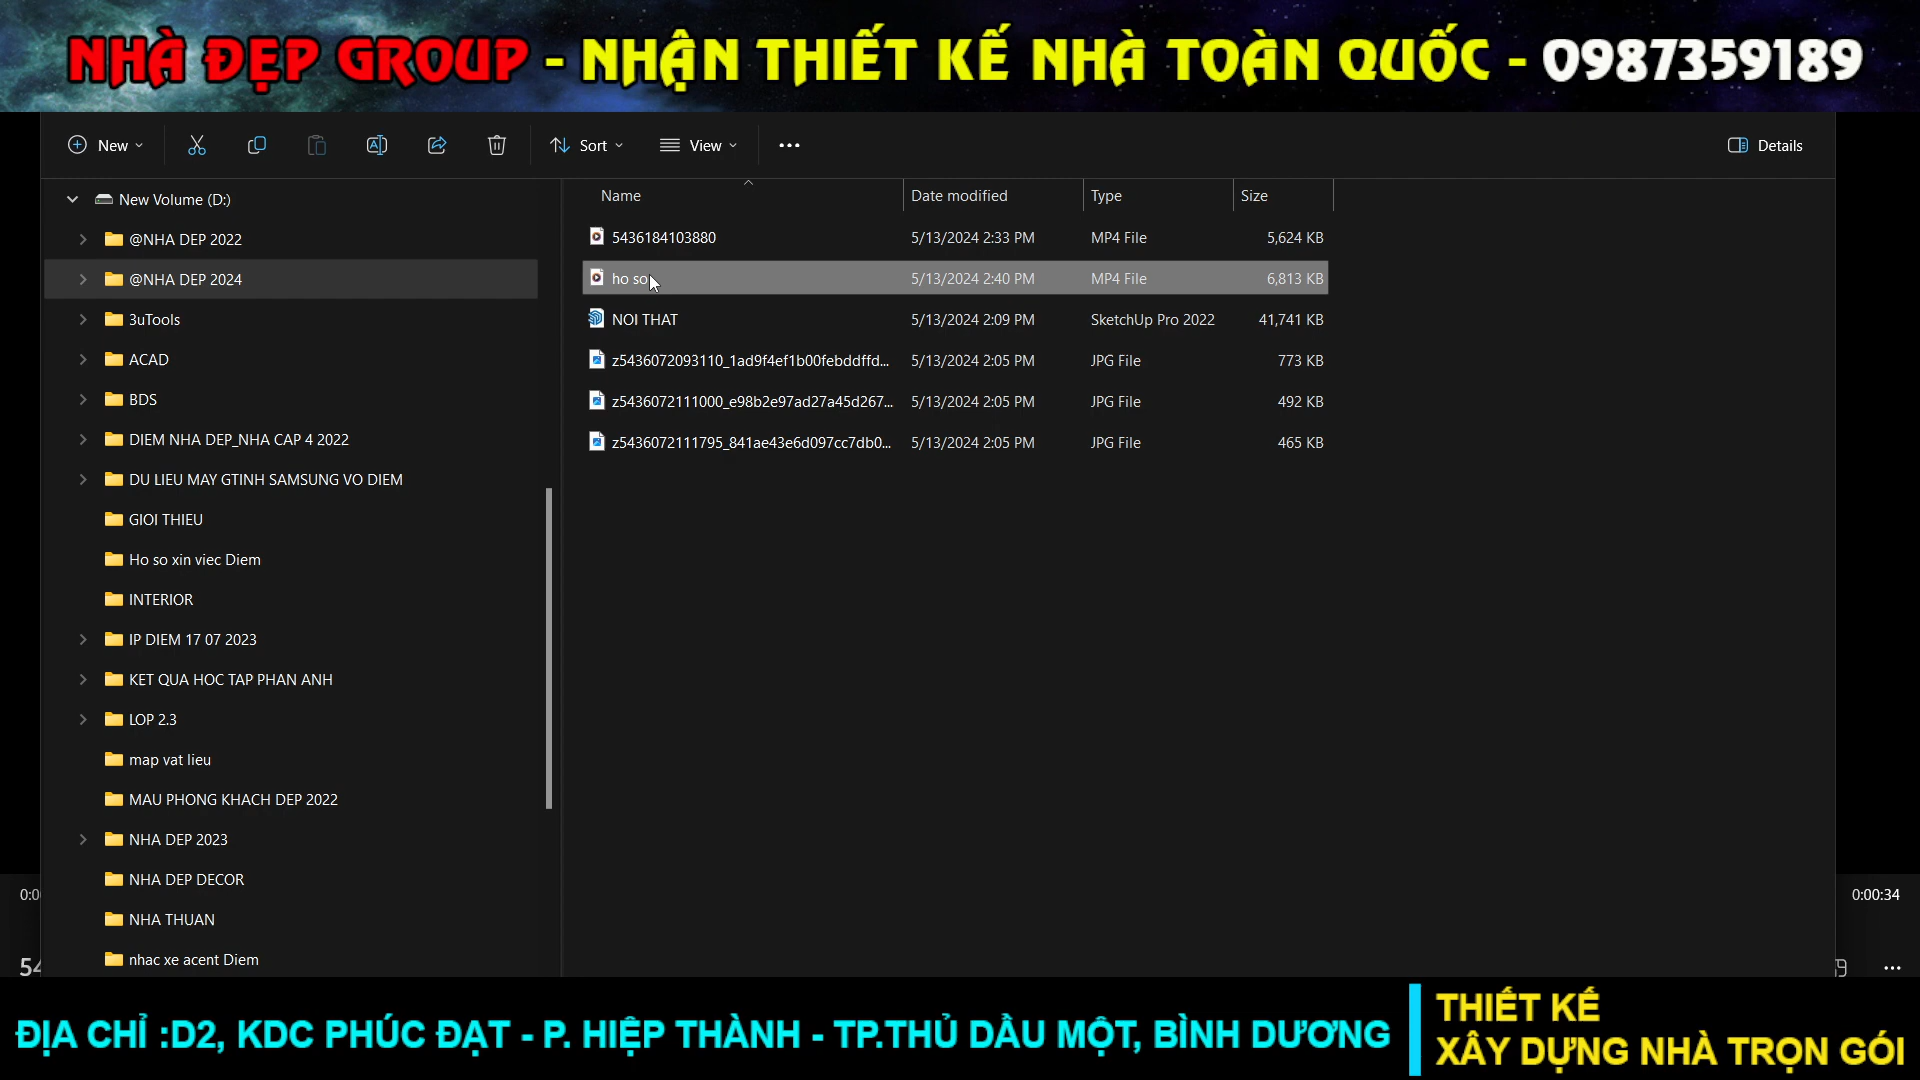 NHÀ ĐẸP GROUP - NHẬN THIẾT KẾ NHÀ TOÀN QUỐC - 0987359189
New Sort View ••• Details
New Volume (D:)
@NHA DEP 2022
@NHA DEP 2024
3uTools
ACAD
BDS
DIEM NHA DEP_NHA CAP 4 2022
DU LIEU MAY GTINH SAMSUNG VO DIEM
GIOI THIEU
Ho so xin viec Diem
INTERIOR
IP DIEM 17 07 2023
KET QUA HOC TAP PHAN ANH
LOP 2.3
map vat lieu
MAU PHONG KHACH DEP 2022
NHA DEP 2023
NHA DEP DECOR
NHA THUAN
nhac xe acent Diem
Name Date modified Type Size
5436184103880 5/13/2024 2:33 PM MP4 File 5,624 KB
ho so 5/13/2024 2:40 PM MP4 File 6,813 KB
NOI THAT 5/13/2024 2:09 PM SketchUp Pro 2022 41,741 KB
z5436072093110_1ad9f4ef1b00febddffd... 5/13/2024 2:05 PM JPG File 773 KB
z5436072111000_e98b2e97ad27a45d267... 5/13/2024 2:05 PM JPG File 492 KB
z5436072111795_841ae43e6d097cc7db0... 5/13/2024 2:05 PM JPG File 465 KB
0:00:34
ĐỊA CHỈ :D2, KDC PHÚC ĐẠT - P. HIỆP THÀNH - TP.THỦ DẦU MỘT, BÌNH DƯƠNG
THIẾT KẾ
XÂY DỰNG NHÀ TRỌN GÓI